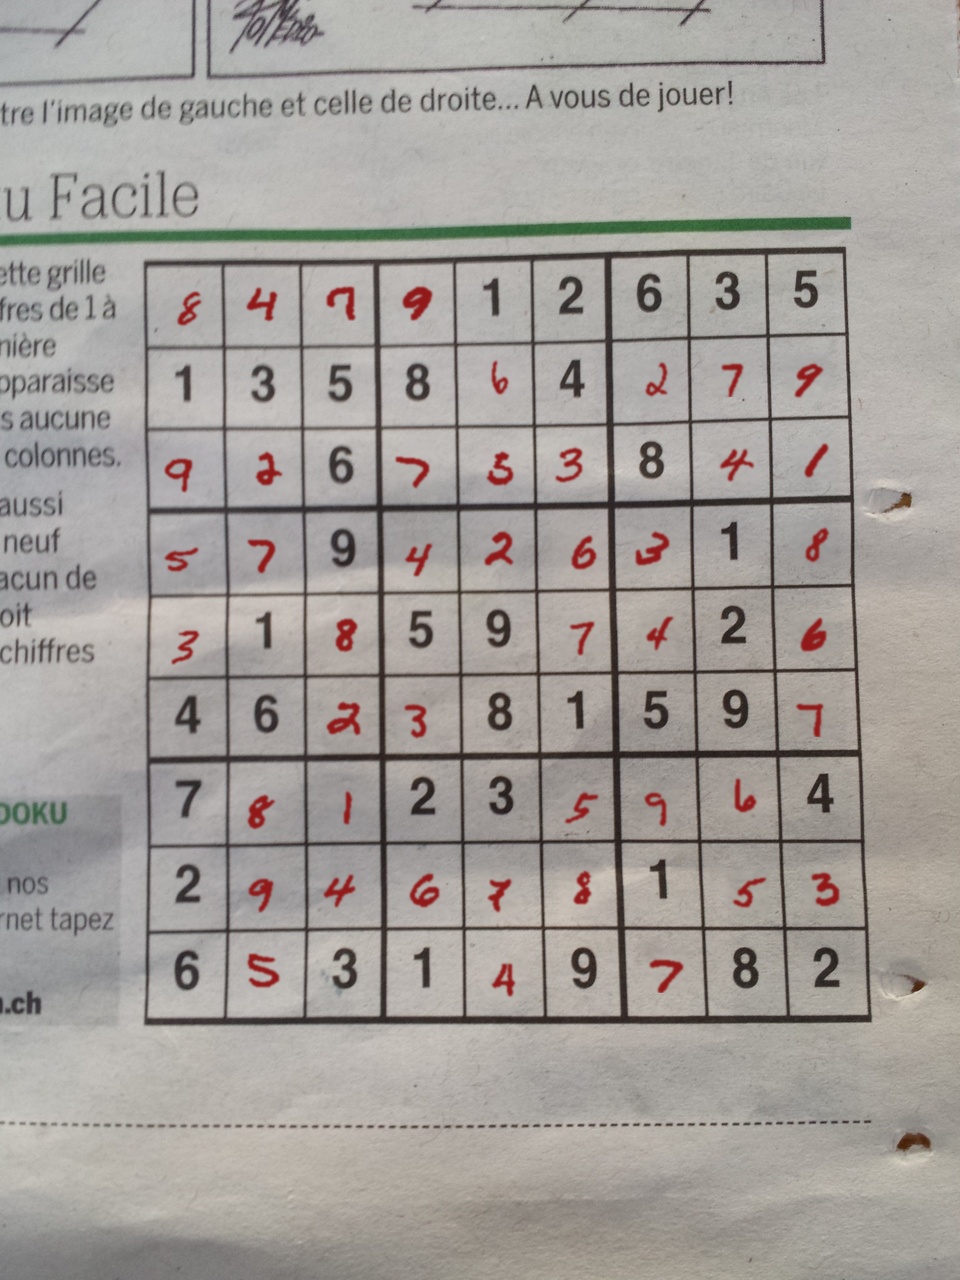 tre l'image de gauche et celle de droite... A vous de jouer!
u Facile
ette grille
fres de 1 à
nière
pparaisse
s aucune
colonnes.
aussi
neuf
acun de
oit
chiffres
DOKU
nos
rnet tapez
.ch
8 4 7 9 1 2 6 3 5
1 3 5 8 6 4 2 7 9
9 2 6 7 5 3 8 4 1
5 7 9 4 2 6 3 1 8
3 1 8 5 9 7 4 2 6
4 6 2 3 8 1 5 9 7
7 8 1 2 3 5 9 6 4
2 9 4 6 7 8 1 5 3
6 5 3 1 4 9 7 8 2